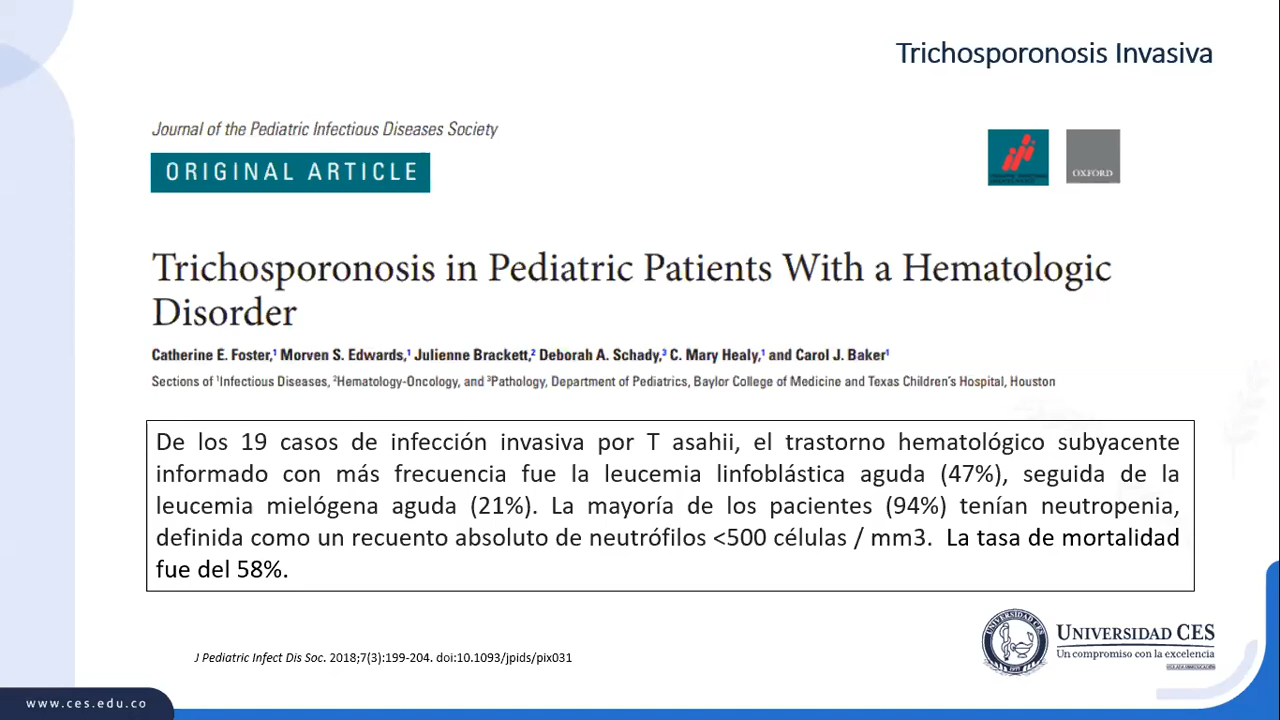 Trichosporonosis Invasiva
Journal of the Pediatric Infectious Diseases Society
ORIGINAL ARTICLE
OXFORD
Trichosporonosis in Pediatric Patients With a Hematologic
Disorder
Catherine E. Foster,¹ Morven S. Edwards,¹ Julienne Brackett,² Deborah A. Schady,³ C. Mary Healy,¹ and Carol J. Baker¹
Sections of ¹Infectious Diseases, ²Hematology-Oncology, and ³Pathology, Department of Pediatrics, Baylor College of Medicine and Texas Children's Hospital, Houston
De los 19 casos de infección invasiva por T asahii, el trastorno hematológico subyacente
informado con más frecuencia fue la leucemia linfoblástica aguda (47%), seguida de la
leucemia mielógena aguda (21%). La mayoría de los pacientes (94%) tenían neutropenia,
definida como un recuento absoluto de neutrófilos <500 células / mm3. La tasa de mortalidad
fue del 58%.
J Pediatric Infect Dis Soc. 2018;7(3):199-204. doi:10.1093/jpids/pix031
UNIVERSIDAD CES
Un compromiso con la excelencia
www.ces.edu.co